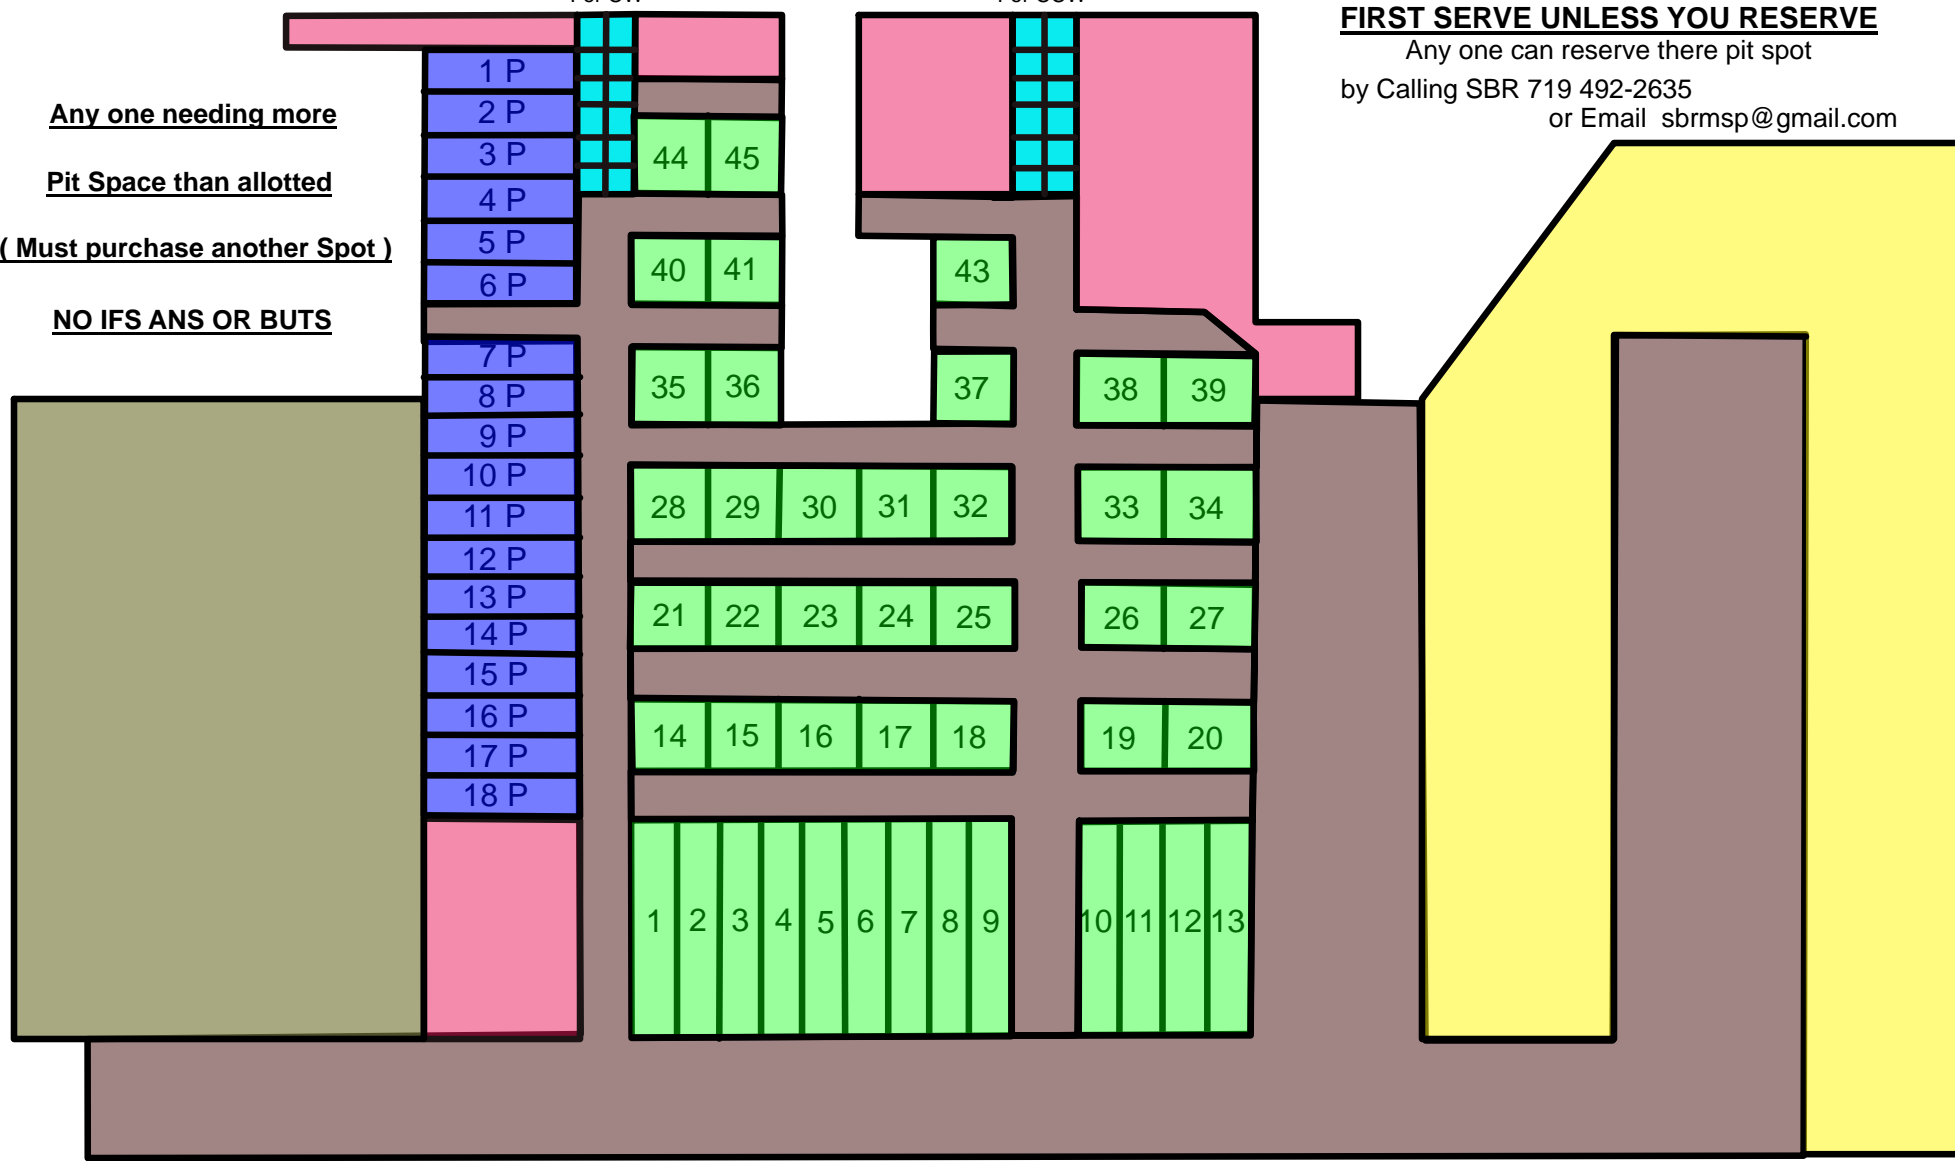 FIRST SERVE UNLESS YOU RESERVE
Any one can reserve there pit spot
by Calling SBR 719 492-2635
or Email sbrmsp@gmail.com
Any one needing more
Pit Space than allotted
( Must purchase another Spot )
NO IFS ANS OR BUTS
1 P
2 P
3 P
4 P
5 P
6 P
7 P
8 P
9 P
10 P
11 P
12 P
13 P
14 P
15 P
16 P
17 P
18 P
44 45
40 41 43
35 36 37 38 39
28 29 30 31 32 33 34
21 22 23 24 25 26 27
14 15 16 17 18 19 20
1 2 3 4 5 6 7 8 9 10 11 12 13